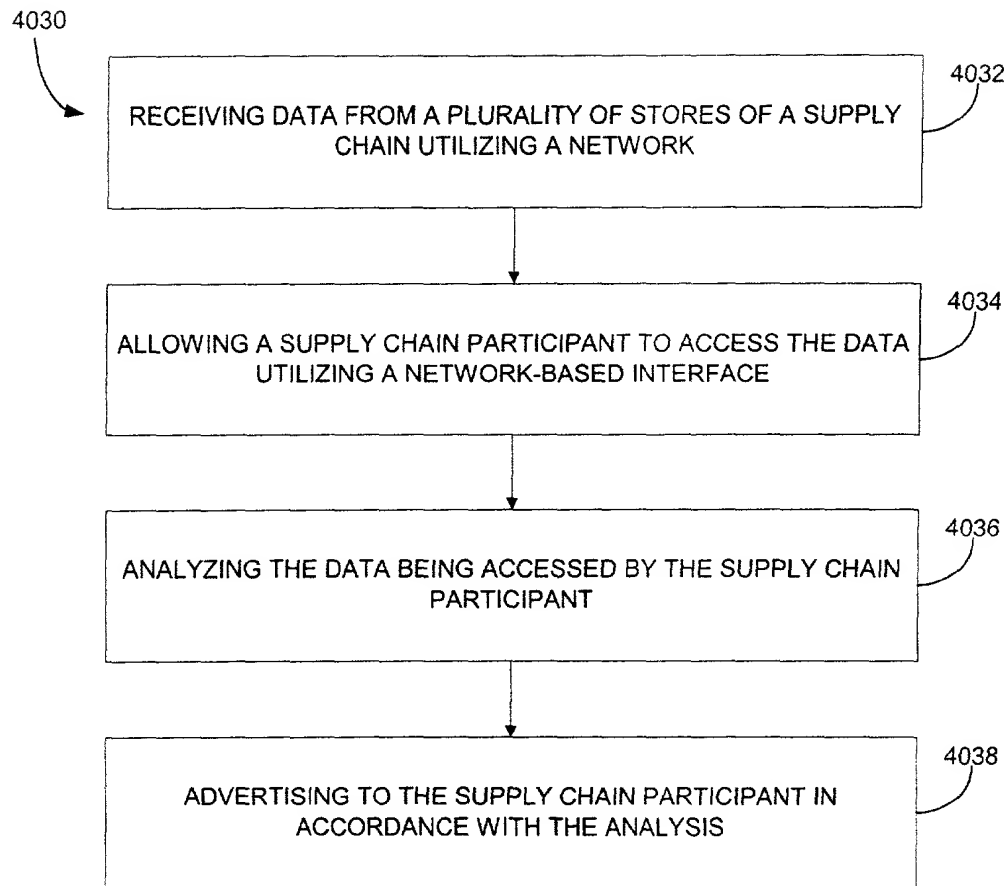 4030
4032
RECEIVING DATA FROM A PLURALITY OF STORES OF A SUPPLY
CHAIN UTILIZING A NETWORK
4034
ALLOWING A SUPPLY CHAIN PARTICIPANT TO ACCESS THE DATA
UTILIZING A NETWORK-BASED INTERFACE
4036
ANALYZING THE DATA BEING ACCESSED BY THE SUPPLY CHAIN
PARTICIPANT
4038
ADVERTISING TO THE SUPPLY CHAIN PARTICIPANT IN
ACCORDANCE WITH THE ANALYSIS